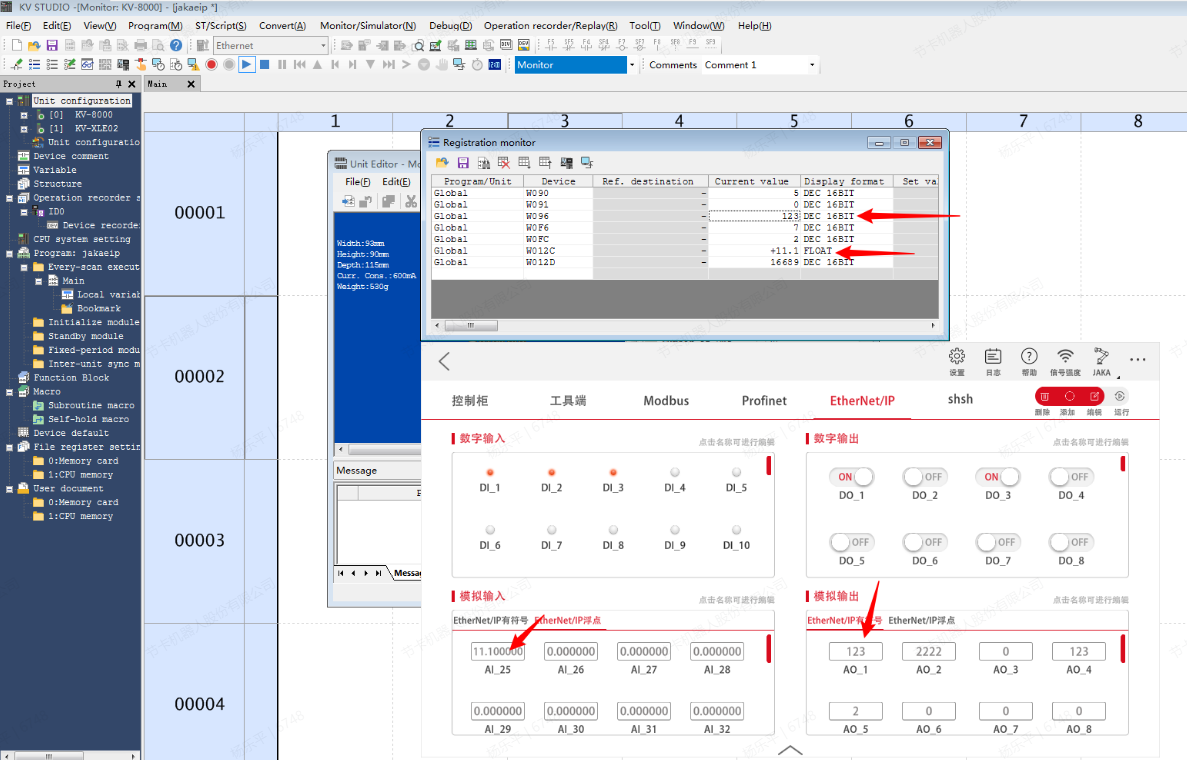 KV STUDIO -[Monitor: KV-8000] -[jakaeip *]
File(F) Edit(E) View(V) Program(M) ST/Script(S) Convert(A) Monitor/Simulator(N) Debug(D) Operation recorder/Replay(R) Tool(T) Window(W) Help(H)
Ethernet
Monitor Comments Comment 1
Project
Main
Unit configuration
[0] KV-8000
[1] KV-XLE02
Unit configuratio
Device comment
Variable
Structure
Operation recorder s
ID0
Device recorde
CPU system setting
Program: jakaeip
Every-scan execut
Main
Local variab
Bookmark
Initialize module
Standby module
Fixed-period modu
Inter-unit sync m
Function Block
Macro
Subroutine macro
Self-hold macro
Device default
File register settin
0:Memory card
1:CPU memory
User document
0:Memory card
1:CPU memory
1 2 3 4 5 6 7 8
00001
00002
00003
00004
Unit Editor - Mo
File(F) Edit(E)
Width:93mm
Height:90mm
Depth:115mm
Curr. Cons.:600mA
Weight:530g
Message
Messag
Registration monitor
Program/Unit Device Ref. destination Current value Display format Set va
Global W090 - 5 DEC 16BIT
Global W091 - 0 DEC 16BIT
Global W096 - 123 DEC 16BIT
Global W0F6 - 7 DEC 16BIT
Global W0FC - 2 DEC 16BIT
Global W012C - +11.1 FLOAT
Global W012D - 16689 DEC 16BIT
设置 日志 帮助 信号强度 JAKA
控制柜 工具端 Modbus Profinet EtherNet/IP shsh
删除 添加 编辑 运行
数字输入 点击名称可进行编辑
DI_1 DI_2 DI_3 DI_4 DI_5
DI_6 DI_7 DI_8 DI_9 DI_10
数字输出 点击名称可进行编辑
ON OFF ON OFF
DO_1 DO_2 DO_3 DO_4
OFF OFF OFF OFF
DO_5 DO_6 DO_7 DO_8
模拟输入 点击名称可进行编辑
EtherNet/IP有符号 EtherNet/IP浮点
11.100000 0.000000 0.000000 0.000000
AI_25 AI_26 AI_27 AI_28
0.000000 0.000000 0.000000 0.000000
AI_29 AI_30 AI_31 AI_32
模拟输出 点击名称可进行编辑
EtherNet/IP有符号 EtherNet/IP浮点
123 2222 0 123
AO_1 AO_2 AO_3 AO_4
2 0 0 0
AO_5 AO_6 AO_7 AO_8